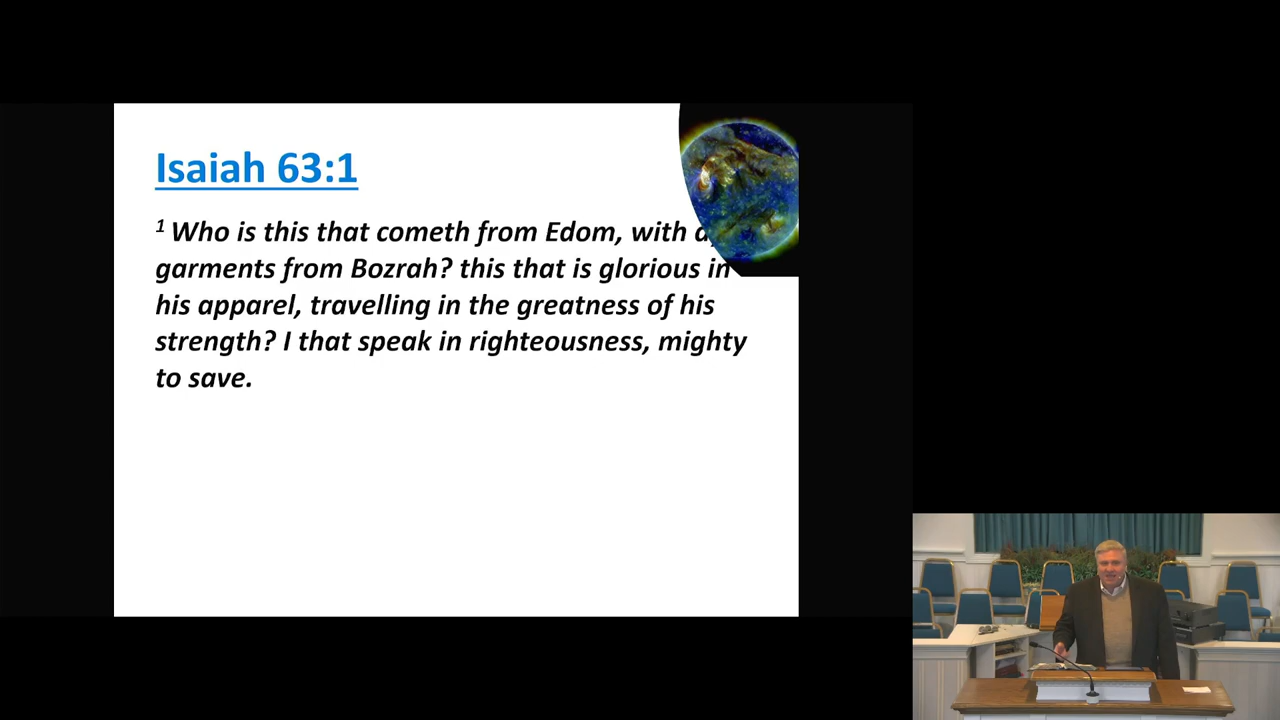 Isaiah 63:1
1 Who is this that cometh from Edom, with
garments from Bozrah? this that is glorious in
his apparel, travelling in the greatness of his
strength? I that speak in righteousness, mighty
to save.